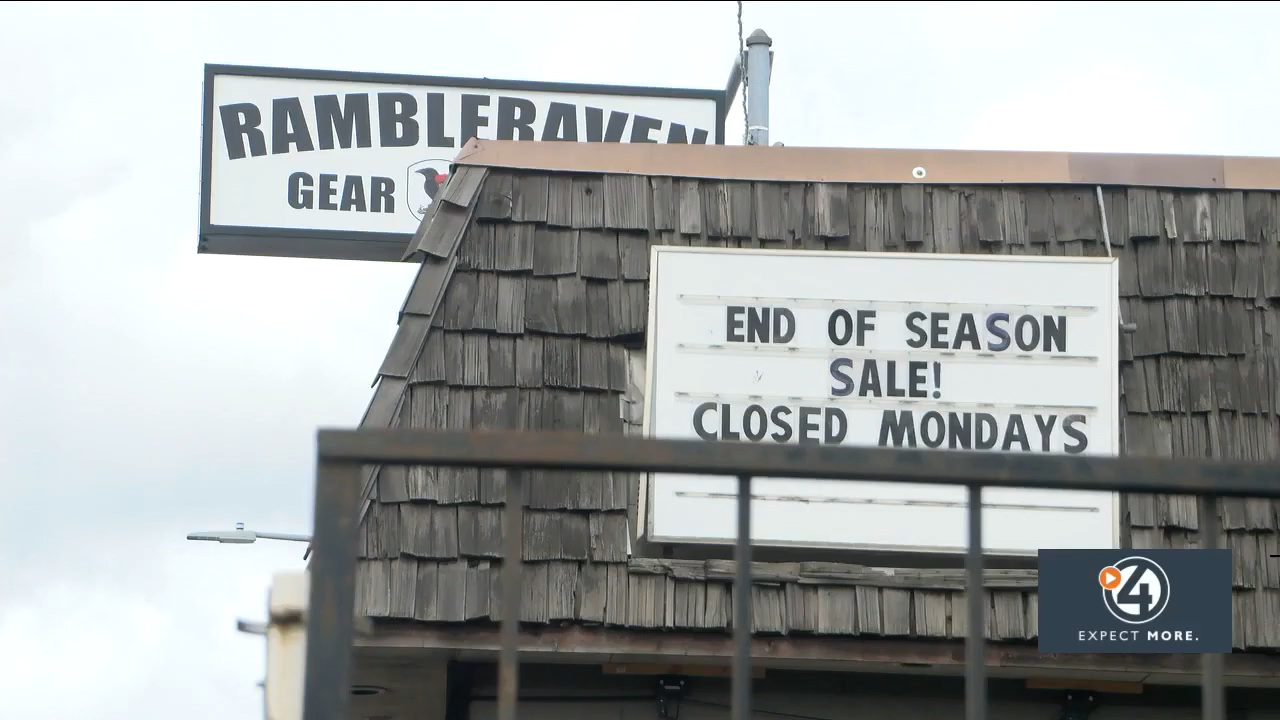 RAMBLERAVEN
GEAR
END OF SEASON
SALE!
CLOSED MONDAYS
4
EXPECT MORE.